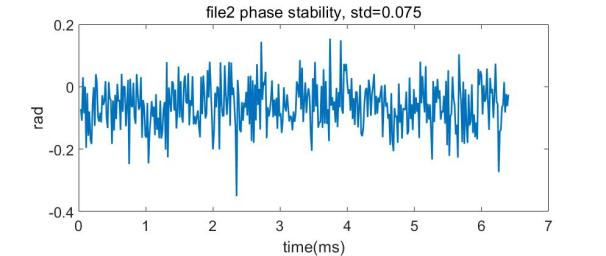 file2 phase stability, std=0.075
0.2
0
-0.2
-0.4
rad
0 1 2 3 4 5 6 7
time(ms)